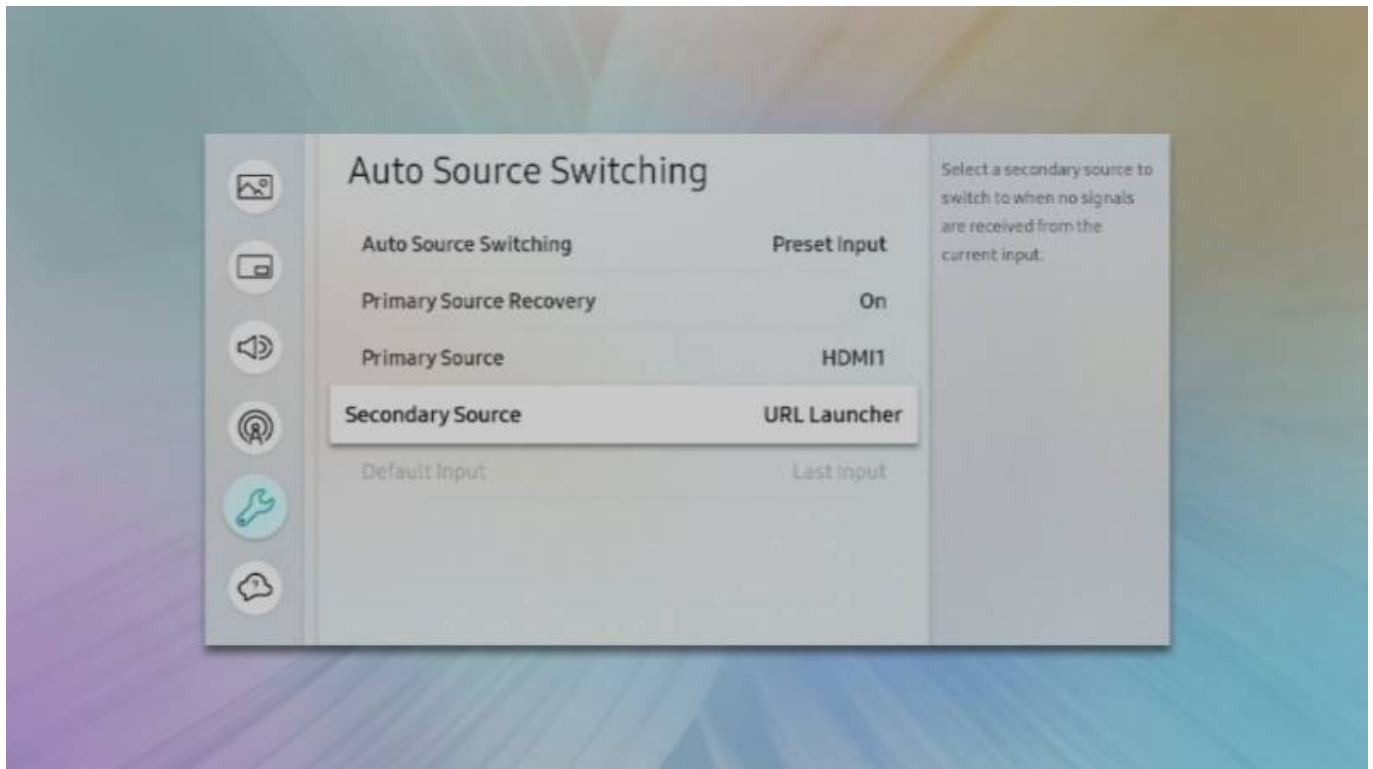 Auto Source Switching
Auto Source Switching Preset Input
Primary Source Recovery On
Primary Source HDMI1
Secondary Source URL Launcher
Default Input Last Input
Select a secondary source to
switch to when no signals
are received from the
current input.
?